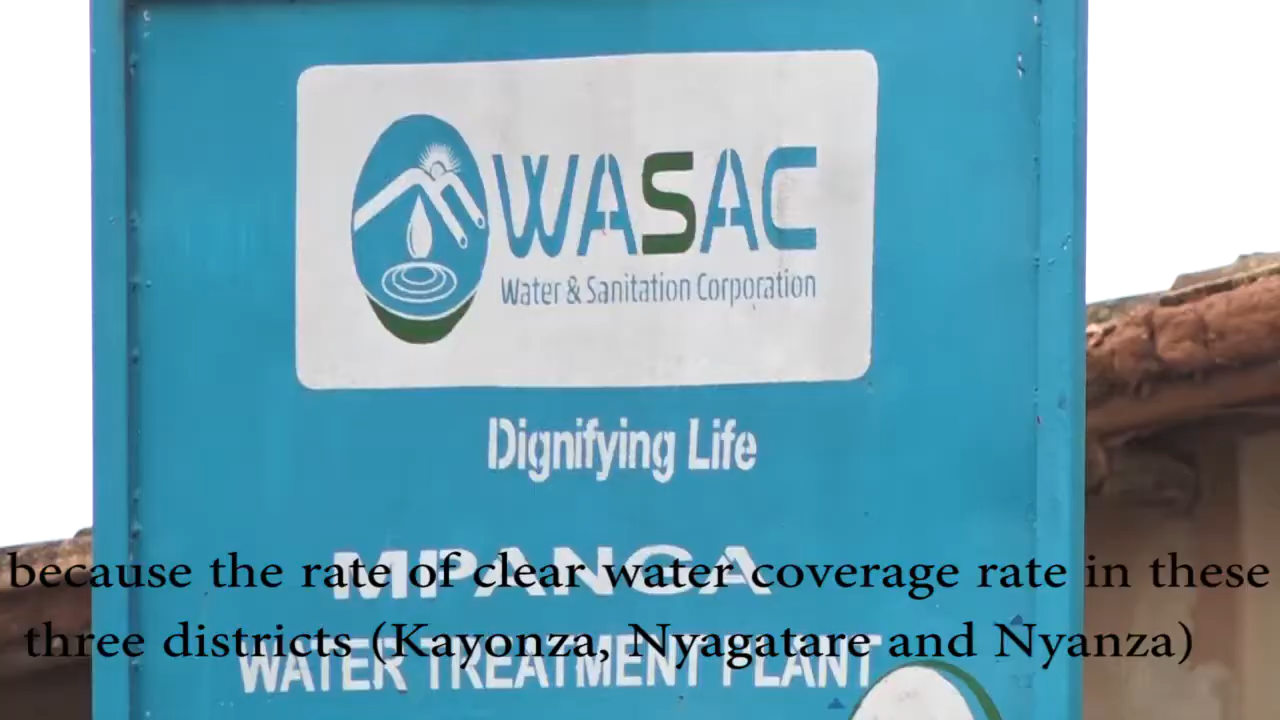 WASAC
Water & Sanitation Corporation
Dignifying Life
MPANGA
because the rate of clear water coverage rate in these
three districts (Kayonza, Nyagatare and Nyanza)
WATER TREATMENT PLANT